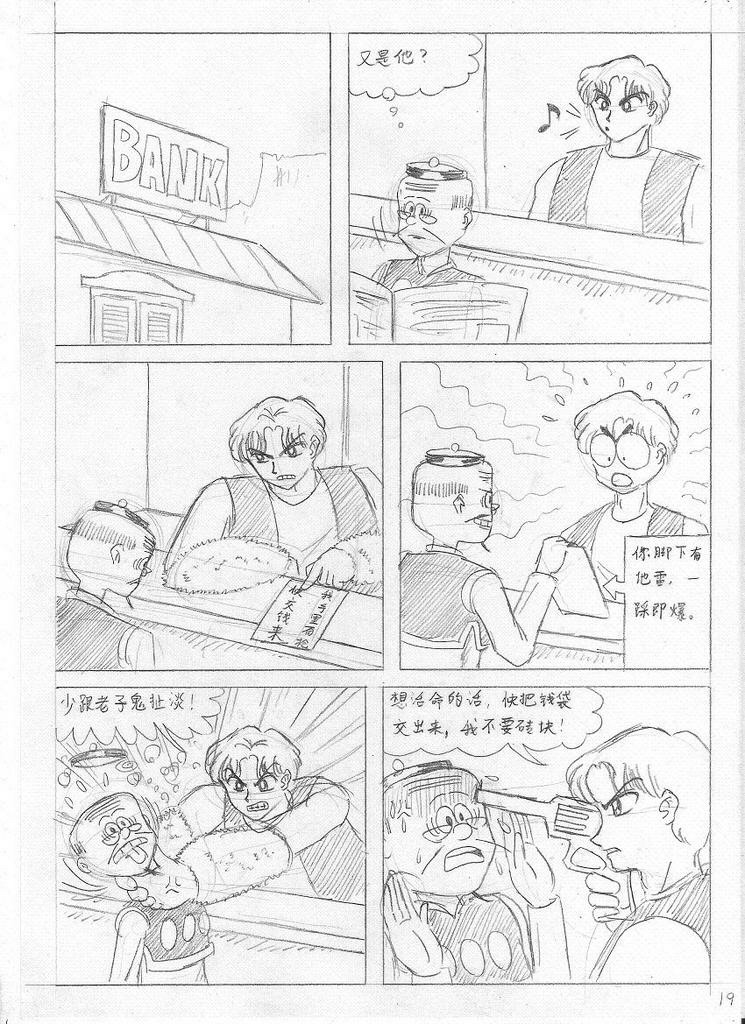 BANK
又是他?
我手里有枪
快交钱来
你脚下有
地雷,一
踩即爆。
少跟老子鬼扯淡!
想活命的话,快把钱袋
交出来,我不要砖块!
19